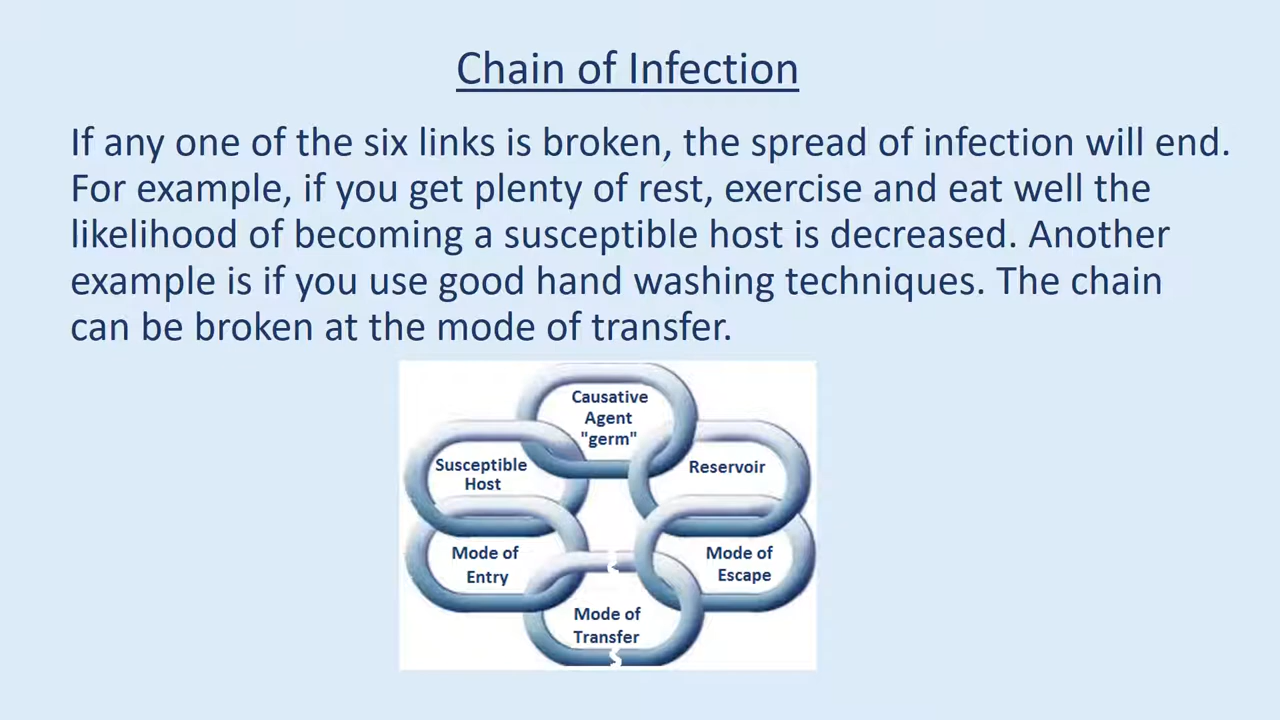 Chain of Infection
If any one of the six links is broken, the spread of infection will end.
For example, if you get plenty of rest, exercise and eat well the
likelihood of becoming a susceptible host is decreased. Another
example is if you use good hand washing techniques. The chain
can be broken at the mode of transfer.
Causative
Agent
"germ"
Susceptible
Host
Reservoir
Mode of
Entry
Mode of
Escape
Mode of
Transfer